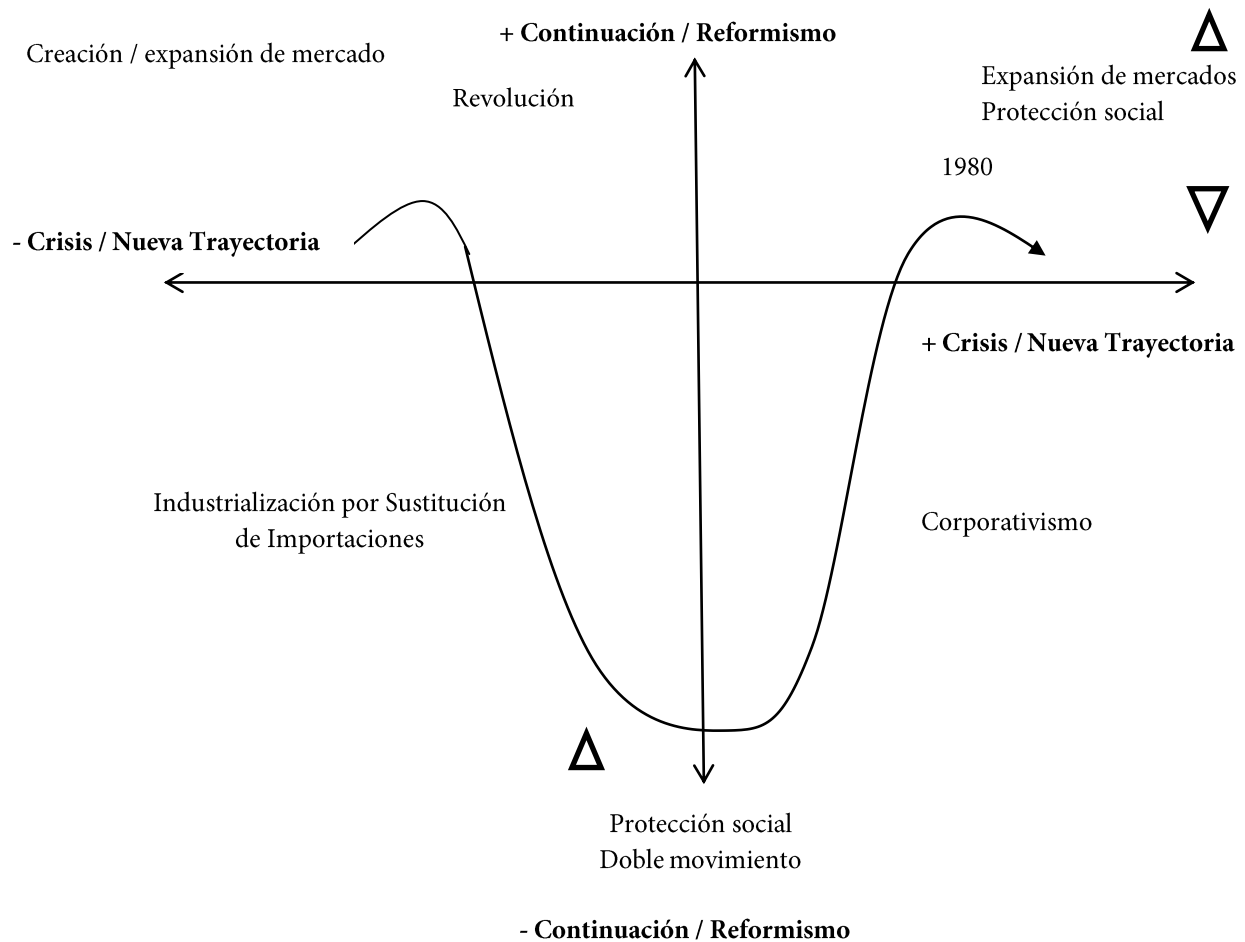 + Continuación / Reformismo
Creación / expansión de mercado
Expansión de mercados
Protección social
Revolución
1980
- Crisis / Nueva Trayectoria
+ Crisis / Nueva Trayectoria
Industrialización por Sustitución
de Importaciones
Corporativismo
Protección social
Doble movimiento
- Continuación / Reformismo